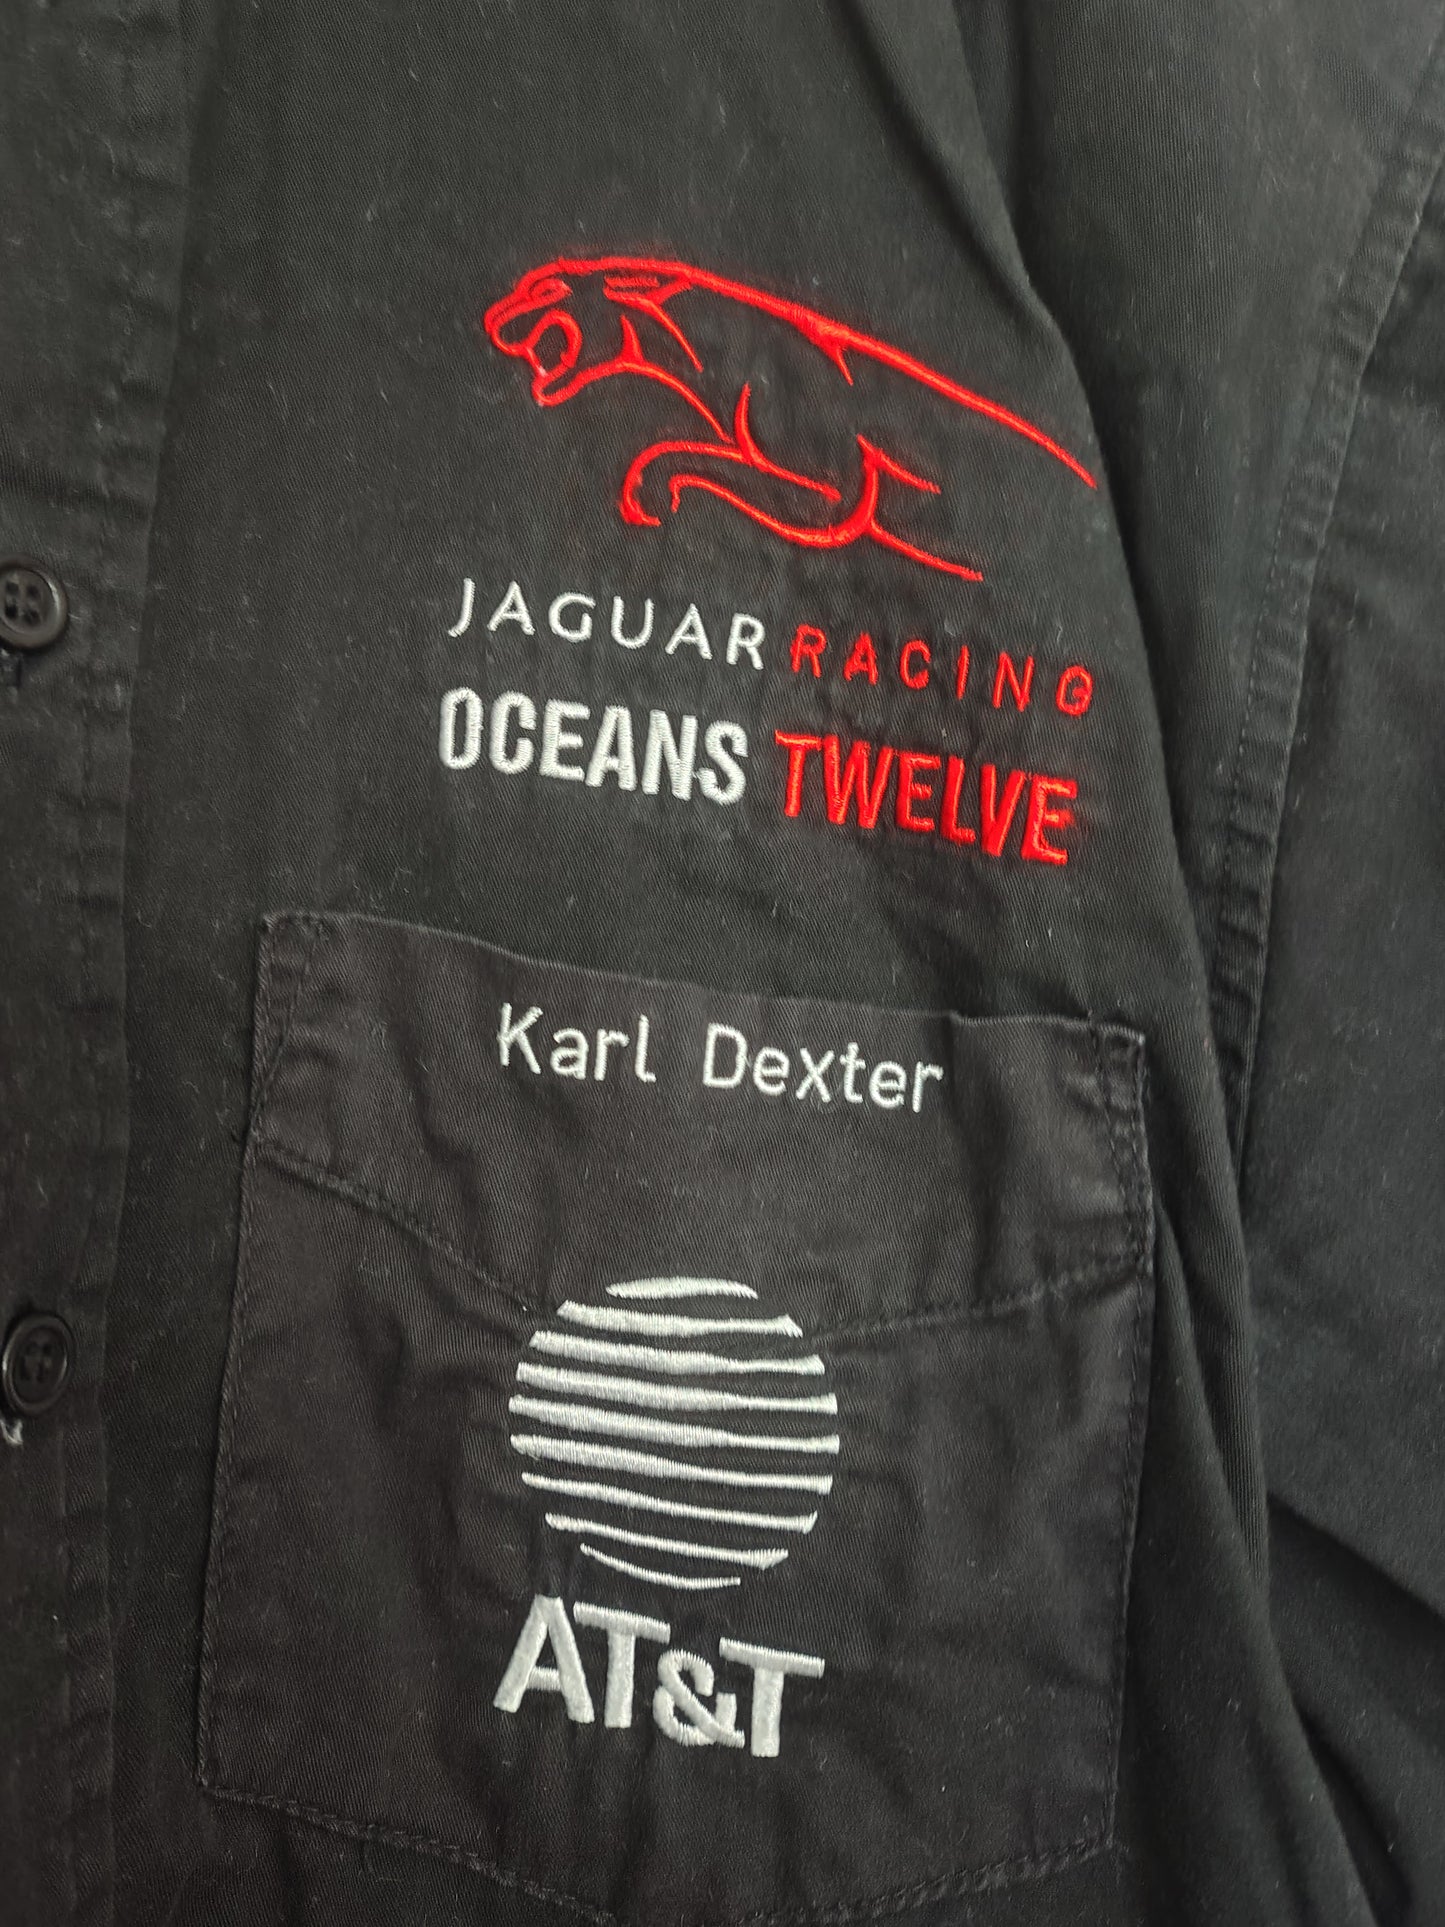 JAGUAR RACING
OCEANS TWELVE
Karl Dexter
AT&T